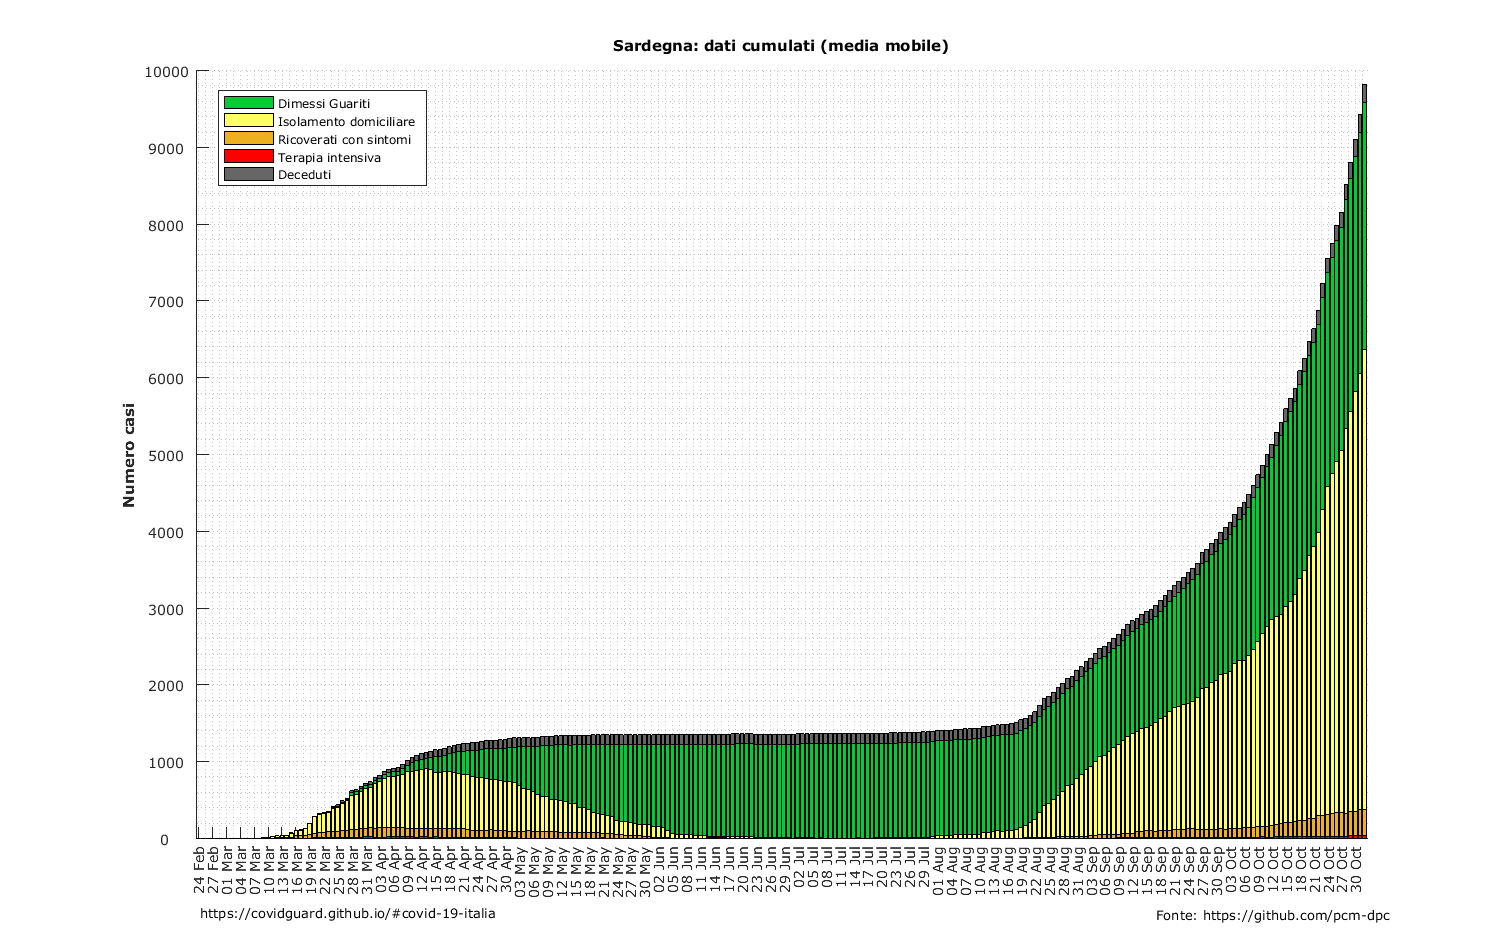 Sardegna: dati cumulati (media mobile)
10000
9000
8000
7000
6000
5000
4000
3000
2000
1000
0
Numero casi
Dimessi Guariti
Isolamento domiciliare
Ricoverati con sintomi
Terapia intensiva
Deceduti
24 Feb
27 Feb
01 Mar
04 Mar
07 Mar
10 Mar
13 Mar
16 Mar
19 Mar
22 Mar
25 Mar
28 Mar
31 Mar
03 Apr
06 Apr
09 Apr
12 Apr
15 Apr
18 Apr
21 Apr
24 Apr
27 Apr
30 Apr
03 May
06 May
09 May
12 May
15 May
18 May
21 May
24 May
27 May
30 May
02 Jun
05 Jun
08 Jun
11 Jun
14 Jun
17 Jun
20 Jun
23 Jun
26 Jun
29 Jun
02 Jul
05 Jul
08 Jul
11 Jul
14 Jul
17 Jul
20 Jul
23 Jul
26 Jul
29 Jul
01 Aug
04 Aug
07 Aug
10 Aug
13 Aug
16 Aug
19 Aug
22 Aug
25 Aug
28 Aug
31 Aug
03 Sep
06 Sep
09 Sep
12 Sep
15 Sep
18 Sep
21 Sep
24 Sep
27 Sep
30 Sep
03 Oct
06 Oct
09 Oct
12 Oct
15 Oct
18 Oct
21 Oct
24 Oct
27 Oct
30 Oct
https://covidguard.github.io/#covid-19-italia
Fonte: https://github.com/pcm-dpc